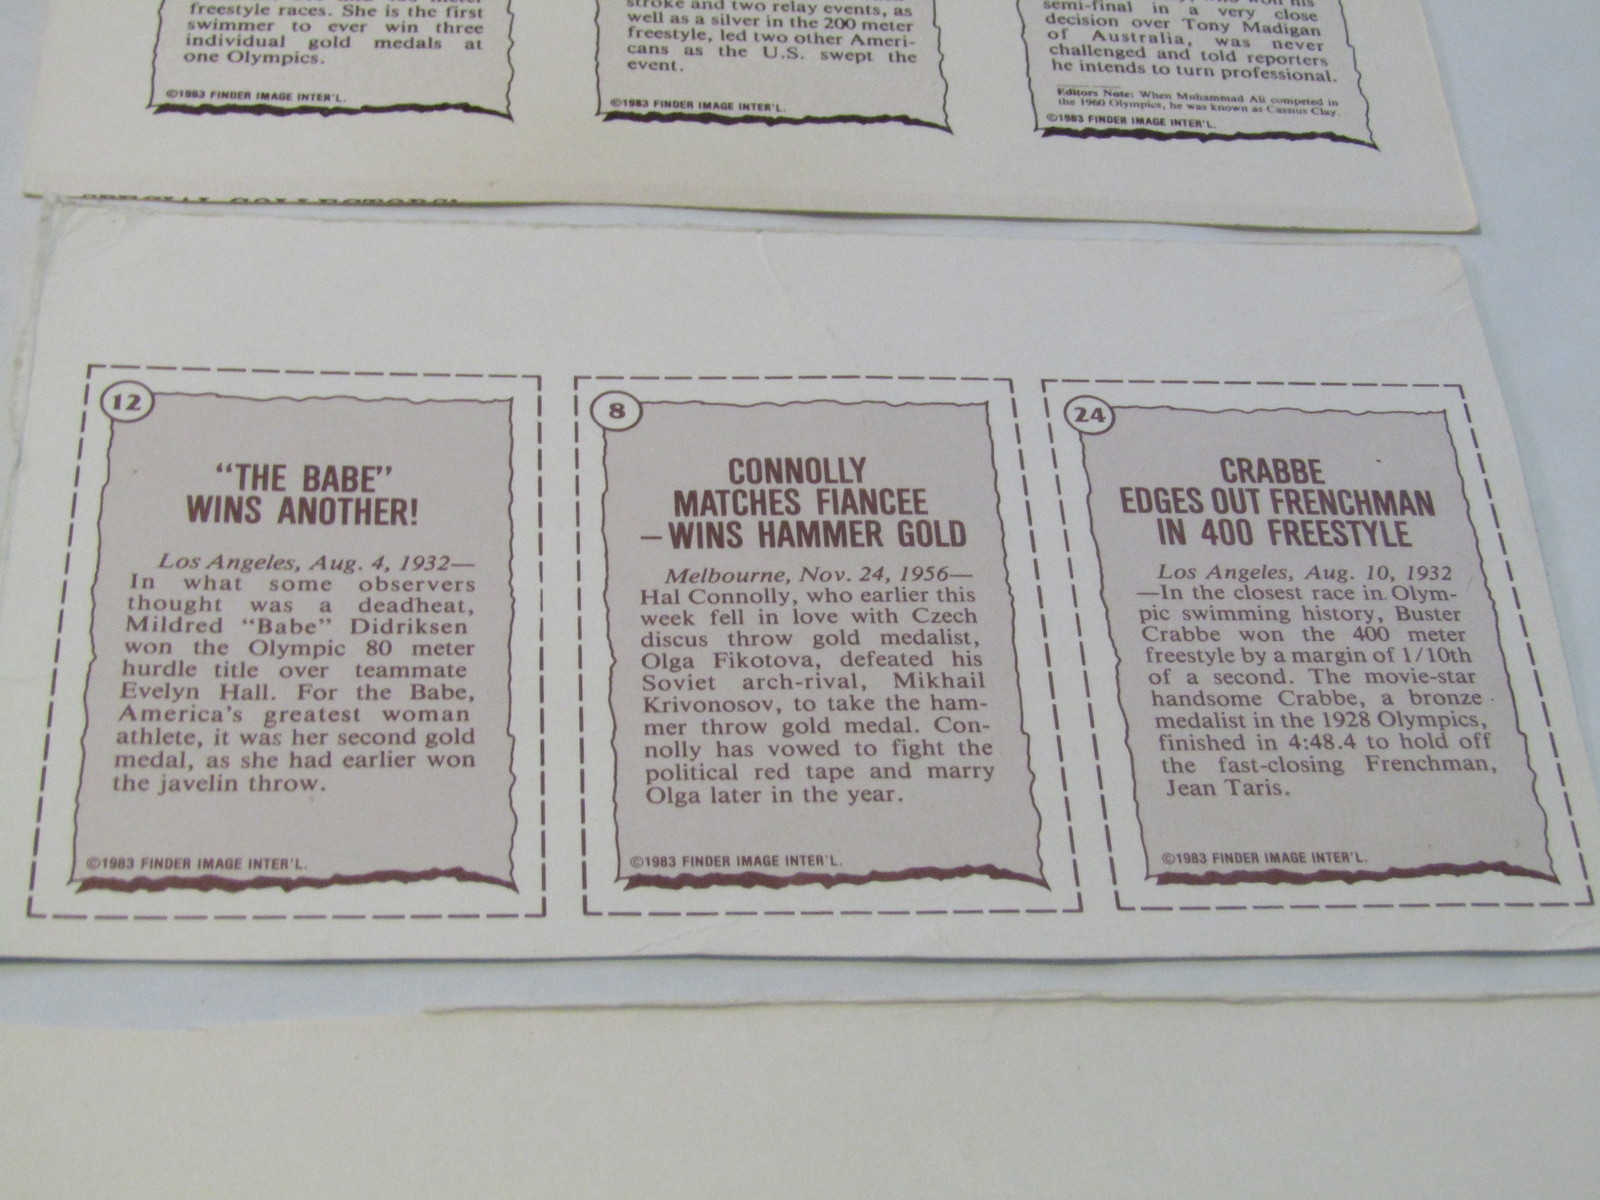 freestyle races. She is the first
swimmer to ever win three
individual gold medals at
one Olympics.
©1983 FINDER IMAGE INTER'L.
stroke and two relay events, as
well as a silver in the 200 meter
freestyle, led two other Ameri-
cans as the U.S. swept the
event.
©1983 FINDER IMAGE INTER'L.
semi-final in a very close
decision over Tony Madigan
of Australia, was never
challenged and told reporters
he intends to turn professional.
Editors Note: When Muhammad Ali competed in
the 1960 Olympics, he was known as Cassius Clay.
©1983 FINDER IMAGE INTER'L.
12
"THE BABE"
WINS ANOTHER!
Los Angeles, Aug. 4, 1932—
In what some observers
thought was a deadheat,
Mildred "Babe" Didriksen
won the Olympic 80 meter
hurdle title over teammate
Evelyn Hall. For the Babe,
America's greatest woman
athlete, it was her second gold
medal, as she had earlier won
the javelin throw.
©1983 FINDER IMAGE INTER'L.
8
CONNOLLY
MATCHES FIANCEE
—WINS HAMMER GOLD
Melbourne, Nov. 24, 1956—
Hal Connolly, who earlier this
week fell in love with Czech
discus throw gold medalist,
Olga Fikotova, defeated his
Soviet arch-rival, Mikhail
Krivonosov, to take the ham-
mer throw gold medal. Con-
nolly has vowed to fight the
political red tape and marry
Olga later in the year.
©1983 FINDER IMAGE INTER'L.
24
CRABBE
EDGES OUT FRENCHMAN
IN 400 FREESTYLE
Los Angeles, Aug. 10, 1932
—In the closest race in Olym-
pic swimming history, Buster
Crabbe won the 400 meter
freestyle by a margin of 1/10th
of a second. The movie-star
handsome Crabbe, a bronze
medalist in the 1928 Olympics,
finished in 4:48.4 to hold off
the fast-closing Frenchman,
Jean Taris.
©1983 FINDER IMAGE INTER'L.